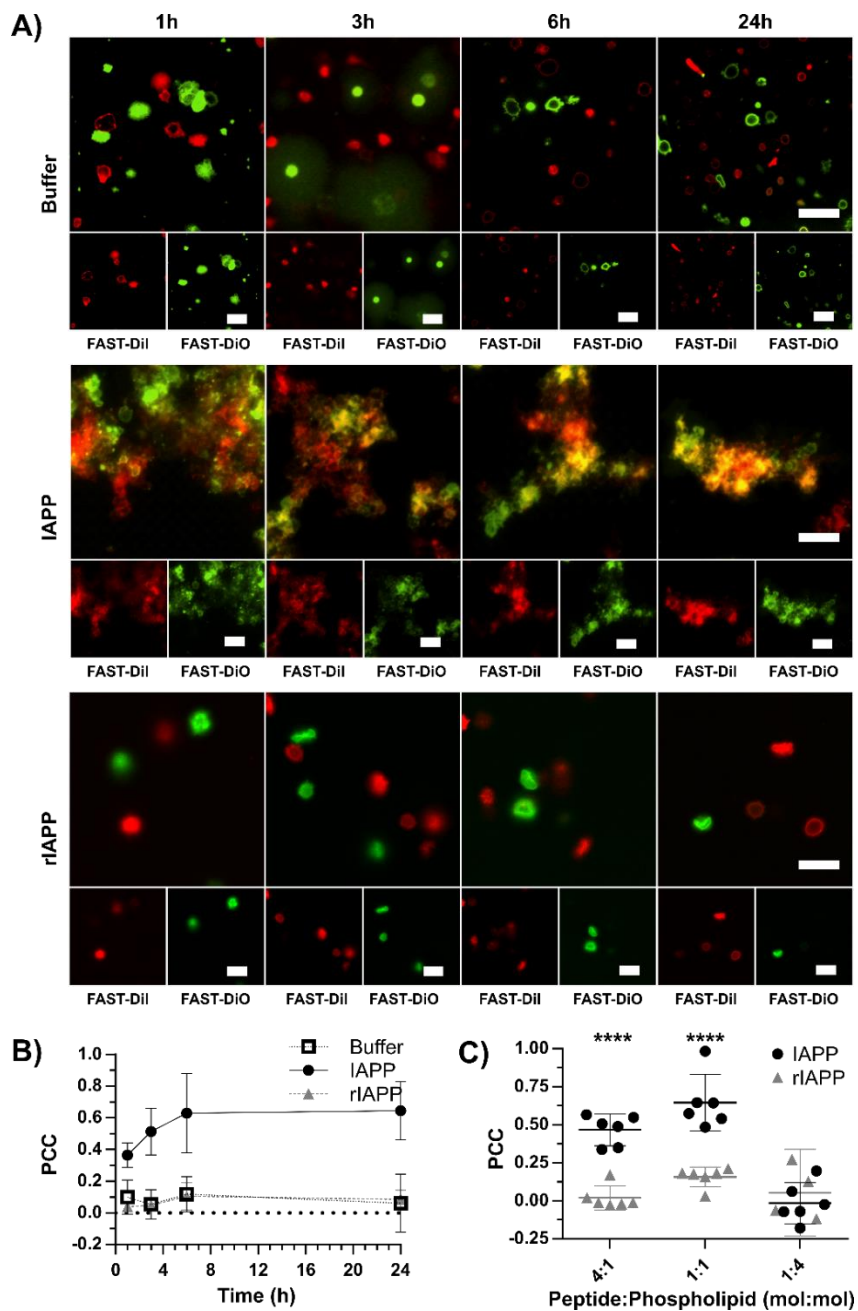 A)
1h 3h 6h 24h
Buffer
FAST-DiI FAST-DiO FAST-DiI FAST-DiO FAST-DiI FAST-DiO FAST-DiI FAST-DiO
IAPP
FAST-DiI FAST-DiO FAST-DiI FAST-DiO FAST-DiI FAST-DiO FAST-DiI FAST-DiO
rIAPP
FAST-DiI FAST-DiO FAST-DiI FAST-DiO FAST-DiI FAST-DiO FAST-DiI FAST-DiO
B)
Buffer
IAPP
rIAPP
PCC
1.0
0.8
0.6
0.4
0.2
0.0
-0.2
0 4 8 12 16 20 24
Time (h)
C)
**** ****
IAPP
rIAPP
PCC
1.00
0.75
0.50
0.25
0.00
-0.25
4:1 1:1 1:4
Peptide:Phospholipid (mol:mol)